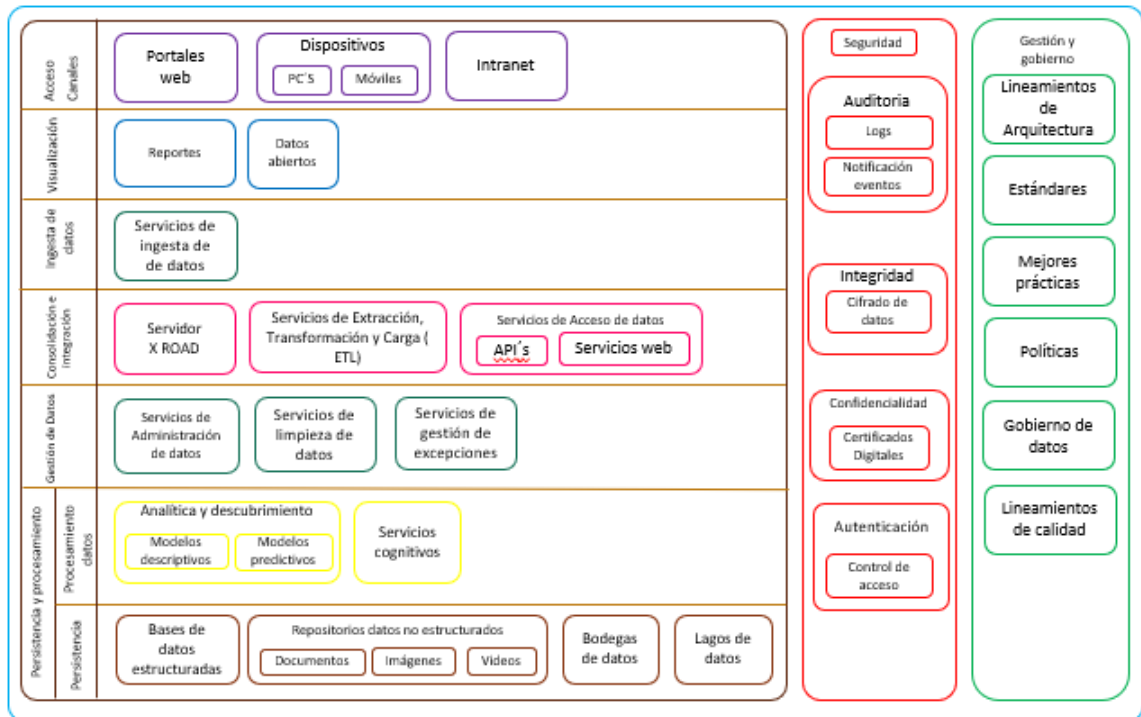 Acceso
Canales
Portales
web
Dispositivos
PC´S
Móviles
Intranet
Visualización
Reportes
Datos
abiertos
Ingesta de
datos
Servicios de
ingesta de
de datos
Consolidación e
integración
Servidor
X ROAD
Servicios de Extracción,
Transformación y Carga (
ETL)
Servicios de Acceso de datos
API´s
Servicios web
Gestión de Datos
Servicios de
Administración
de datos
Servicios de
limpieza de
datos
Servicios de
gestión de
excepciones
Persistencia y procesamiento
Procesamiento
datos
Analítica y descubrimiento
Modelos
descriptivos
Modelos
predictivos
Servicios
cognitivos
Persistencia
Bases de
datos
estructuradas
Repositorios datos no estructurados
Documentos
Imágenes
Videos
Bodegas
de datos
Lagos de
datos
Seguridad
Auditoria
Logs
Notificación
eventos
Integridad
Cifrado de
datos
Confidencialidad
Certificados
Digitales
Autenticación
Control de
acceso
Gestión y
gobierno
Lineamientos
de
Arquitectura
Estándares
Mejores
prácticas
Políticas
Gobierno de
datos
Lineamientos
de calidad